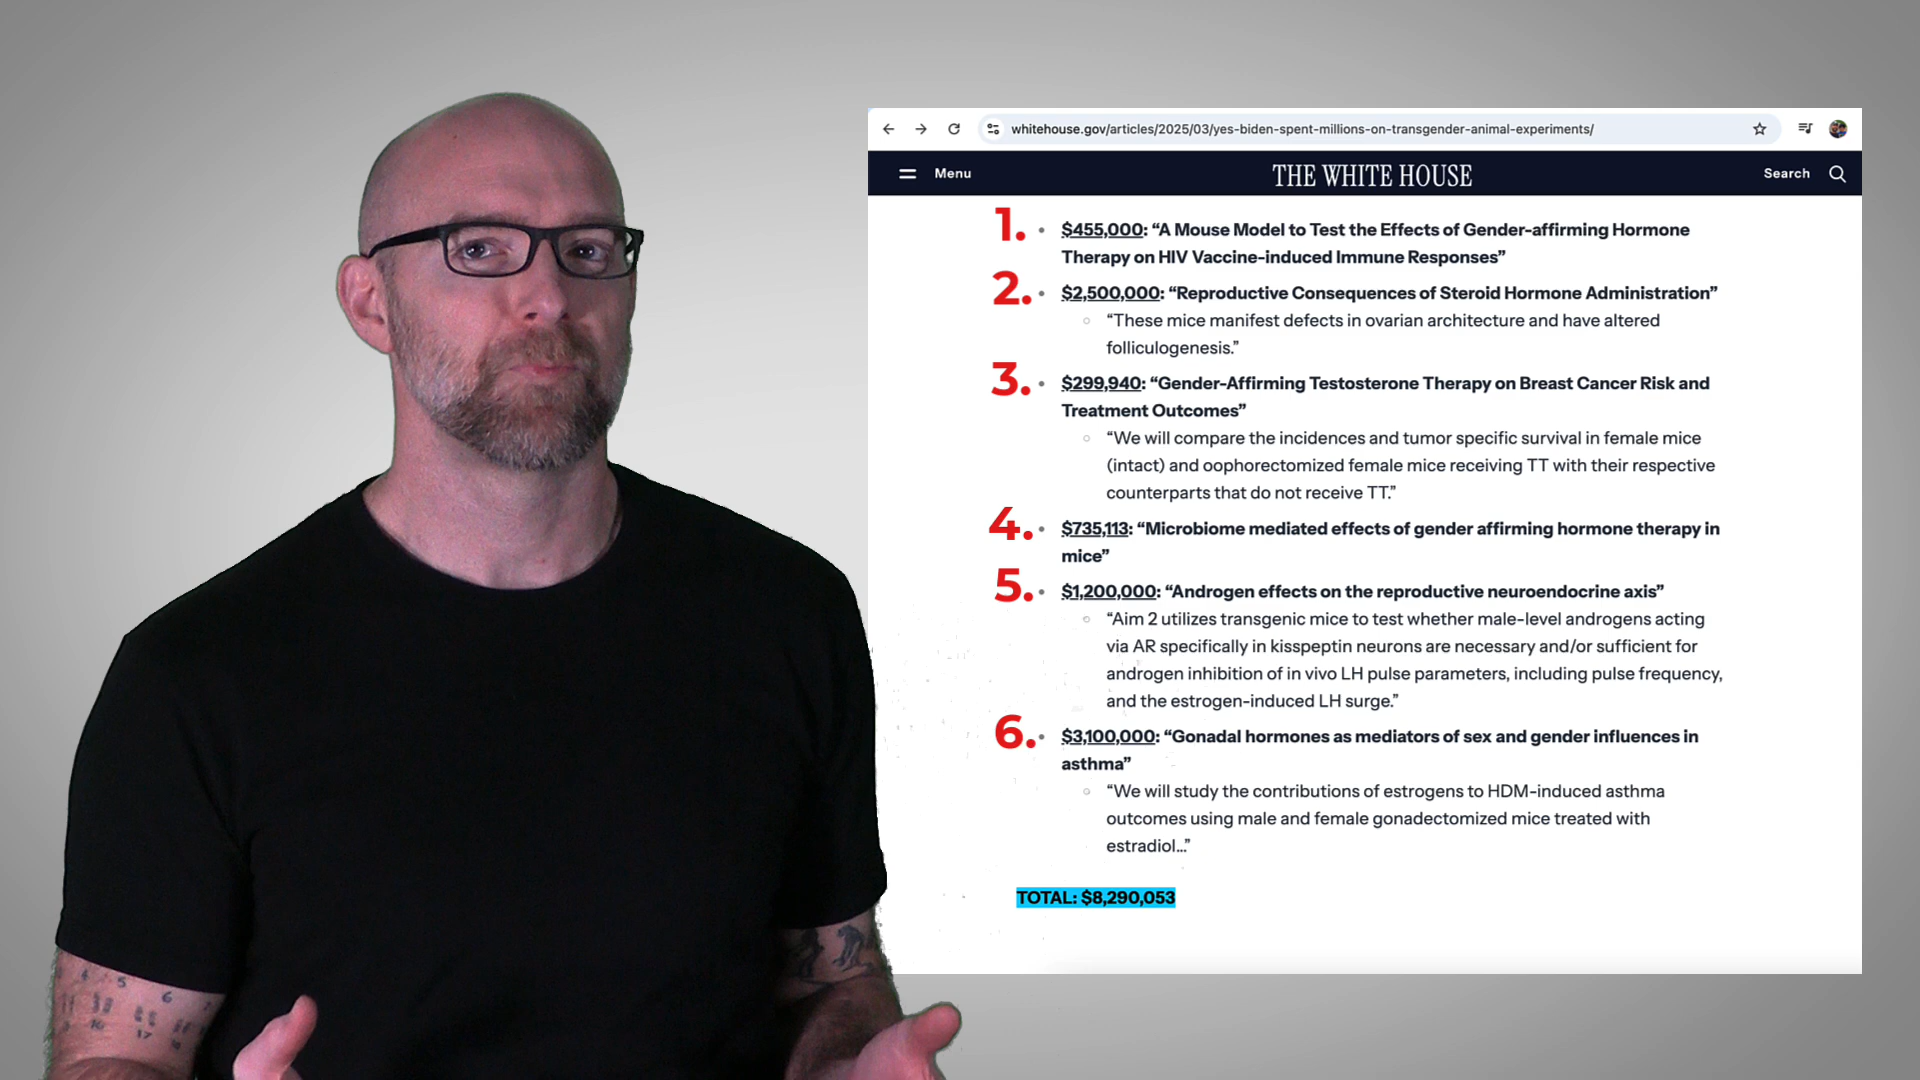 whitehouse.gov/articles/2025/03/yes-biden-spent-millions-on-transgender-animal-experiments/
Menu
THE WHITE HOUSE
Search
1. • $455,000: “A Mouse Model to Test the Effects of Gender-affirming Hormone
Therapy on HIV Vaccine-induced Immune Responses”
2. • $2,500,000: “Reproductive Consequences of Steroid Hormone Administration”
“These mice manifest defects in ovarian architecture and have altered
folliculogenesis.”
3. • $299,940: “Gender-Affirming Testosterone Therapy on Breast Cancer Risk and
Treatment Outcomes”
“We will compare the incidences and tumor specific survival in female mice
(intact) and oophorectomized female mice receiving TT with their respective
counterparts that do not receive TT.”
4. • $735,113: “Microbiome mediated effects of gender affirming hormone therapy in
mice”
5. • $1,200,000: “Androgen effects on the reproductive neuroendocrine axis”
“Aim 2 utilizes transgenic mice to test whether male-level androgens acting
via AR specifically in kisspeptin neurons are necessary and/or sufficient for
androgen inhibition of in vivo LH pulse parameters, including pulse frequency,
and the estrogen-induced LH surge.”
6. • $3,100,000: “Gonadal hormones as mediators of sex and gender influences in
asthma”
“We will study the contributions of estrogens to HDM-induced asthma
outcomes using male and female gonadectomized mice treated with
estradiol…”
TOTAL: $8,290,053
4 5 6
10 17